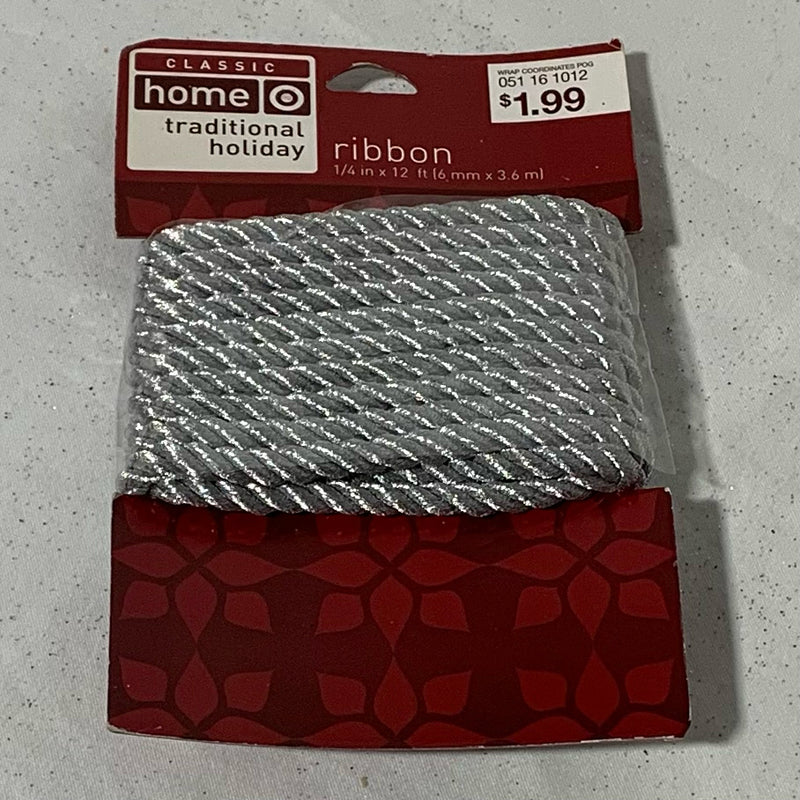 CLASSIC
home
traditional
holiday
ribbon
1/4 in x 12 ft (6 mm x 3.6 m)
WRAP COORDINATES POG
051 16 1012
$1.99